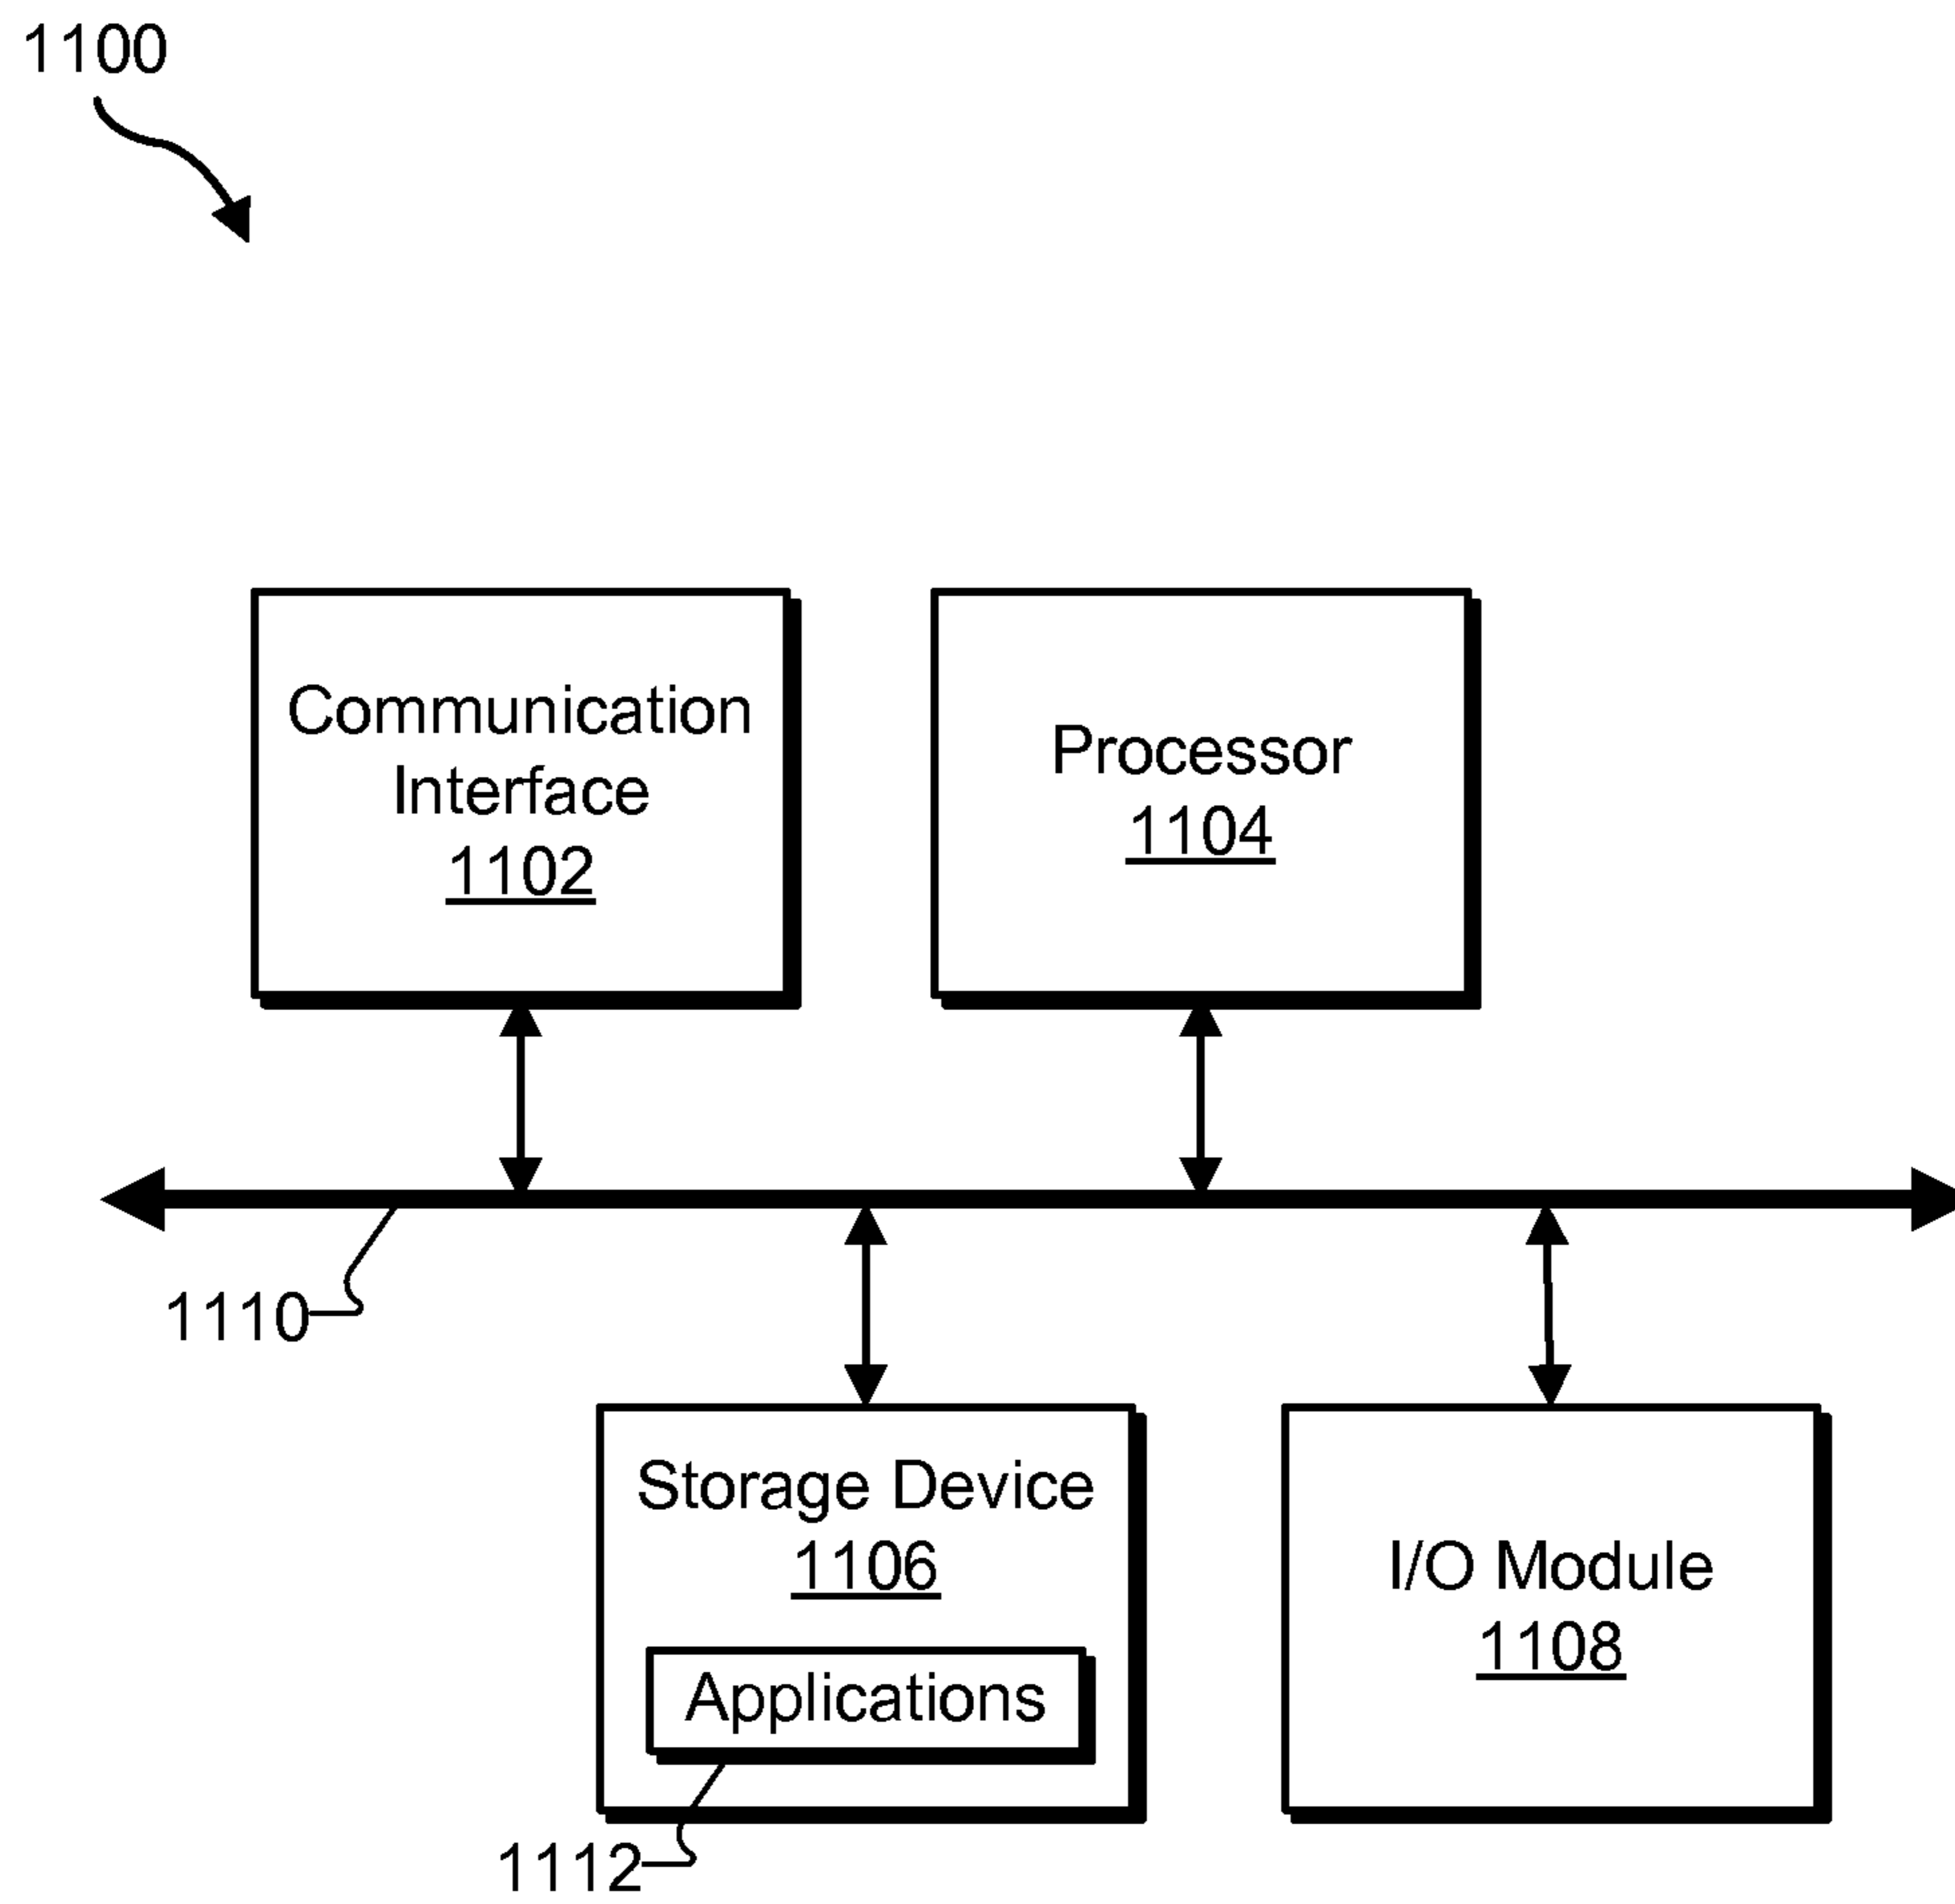 1100
Communication
Interface
1102
Processor
1104
1110
Storage Device
1106
Applications
1112
I/O Module
1108